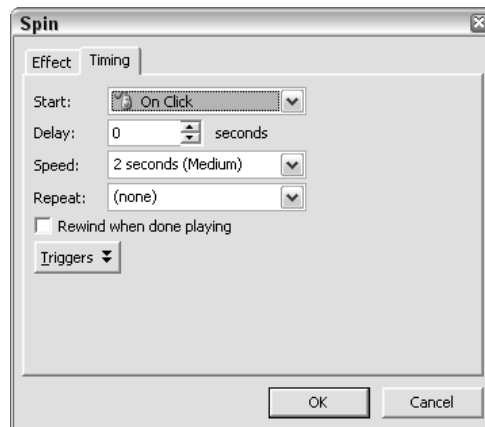 Spin
Effect Timing
Start: On Click
Delay: 0 seconds
Speed: 2 seconds (Medium)
Repeat: (none)
Rewind when done playing
Triggers
OK Cancel